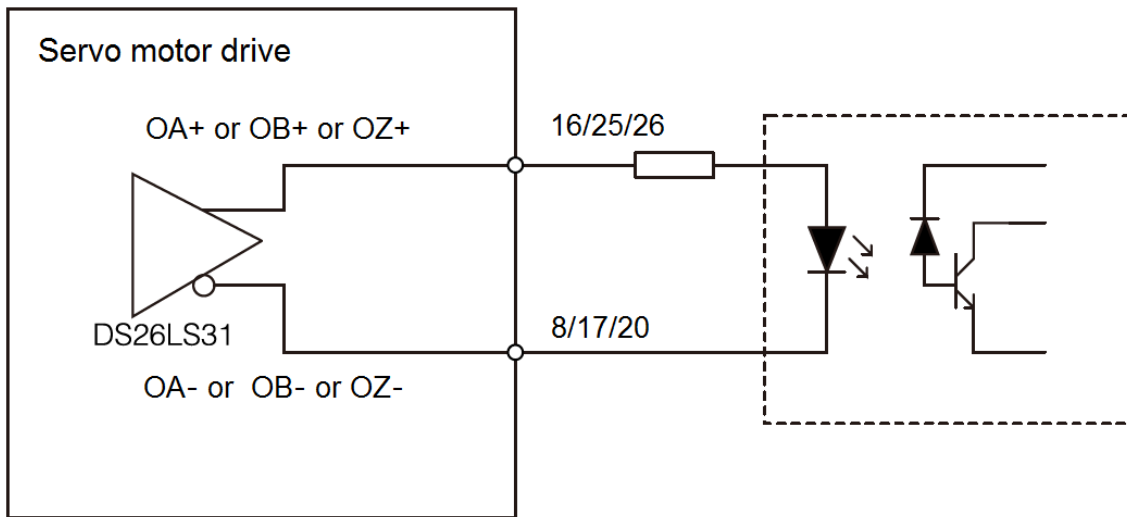 Servo motor drive
OA+ or OB+ or OZ+
16/25/26
DS26LS31
8/17/20
OA- or OB- or OZ-